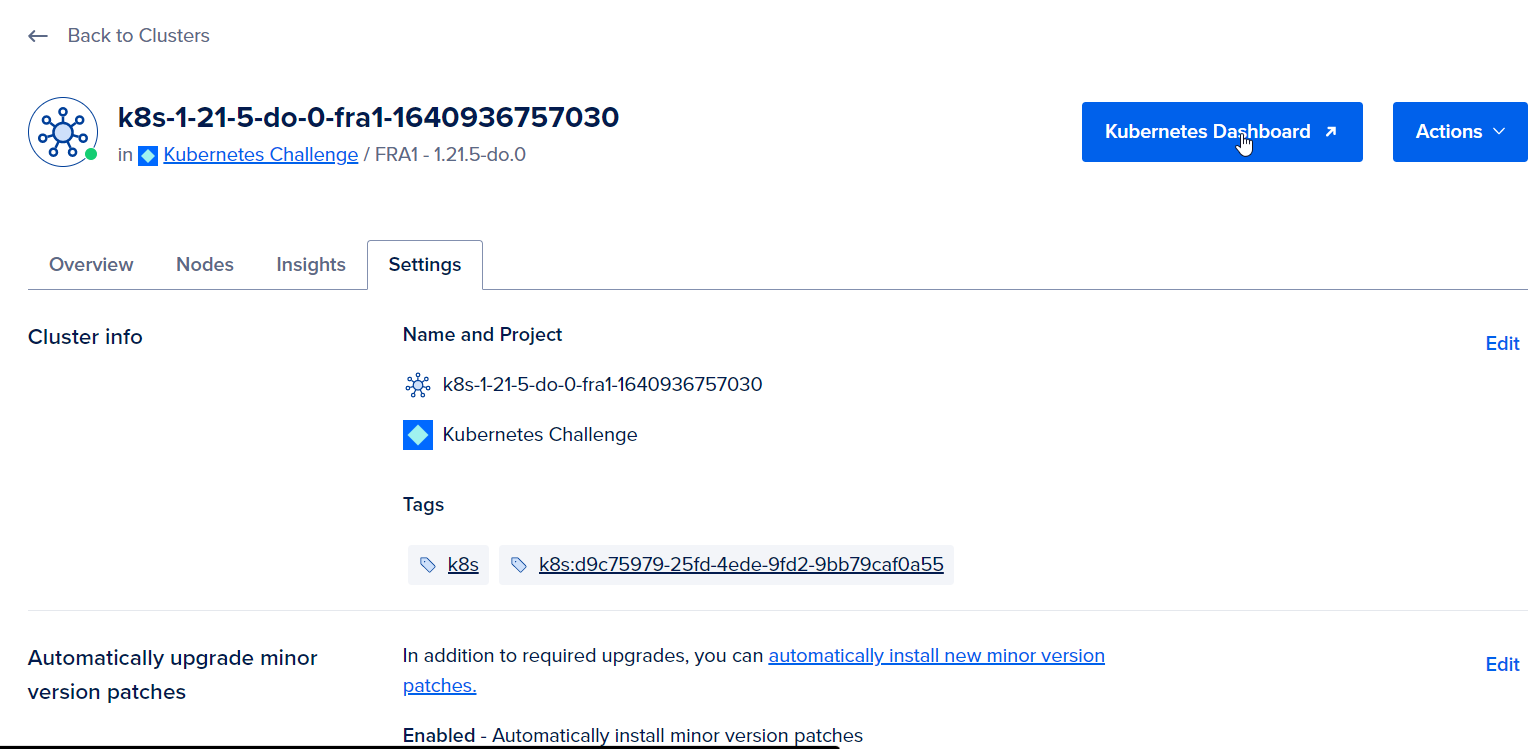 Back to Clusters
k8s-1-21-5-do-0-fra1-1640936757030
in Kubernetes Challenge / FRA1 - 1.21.5-do.0
Kubernetes Dashboard
Actions
Overview Nodes Insights Settings
Cluster info
Name and Project
Edit
k8s-1-21-5-do-0-fra1-1640936757030
Kubernetes Challenge
Tags
k8s k8s:d9c75979-25fd-4ede-9fd2-9bb79caf0a55
Automatically upgrade minor
version patches
In addition to required upgrades, you can automatically install new minor version
patches.
Edit
Enabled - Automatically install minor version patches